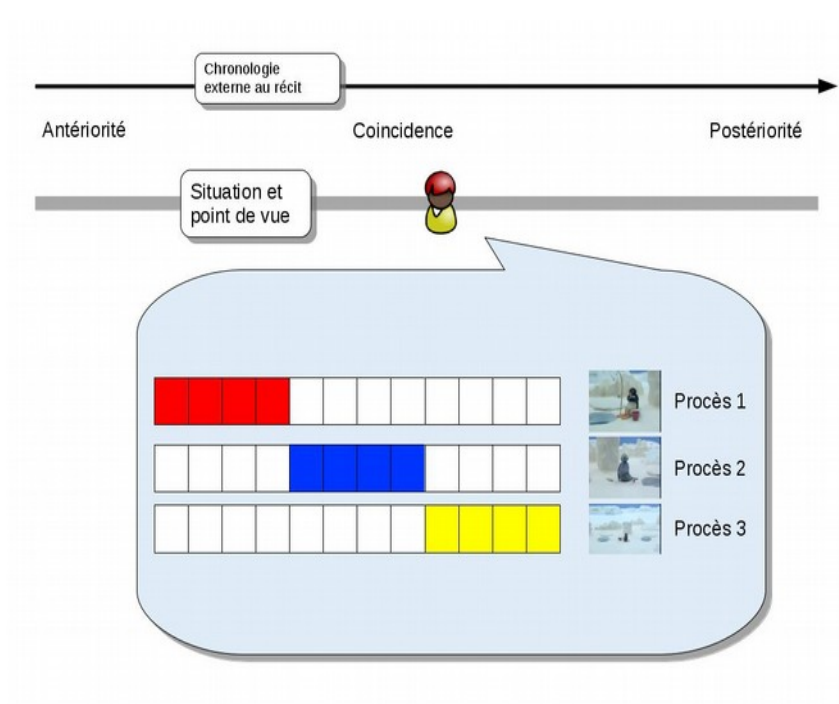 Chronologie
externe au récit
Antériorité
Coincidence
Postériorité
Situation et
point de vue
Procès 1
Procès 2
Procès 3